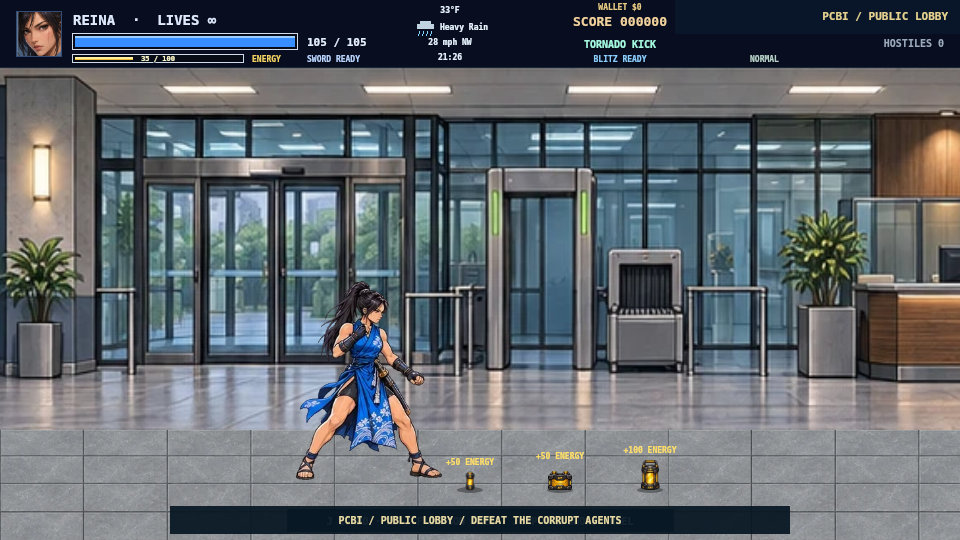 REINA · LIVES ∞
105 / 105
35 / 100
ENERGY
SWORD READY
33°F
Heavy Rain
28 mph NW
21:26
WALLET $0
SCORE 000000
TORNADO KICK
BLITZ READY
NORMAL
PCBI / PUBLIC LOBBY
HOSTILES 0
+50 ENERGY
+50 ENERGY
+100 ENERGY
PCBI / PUBLIC LOBBY / DEFEAT THE CORRUPT AGENTS